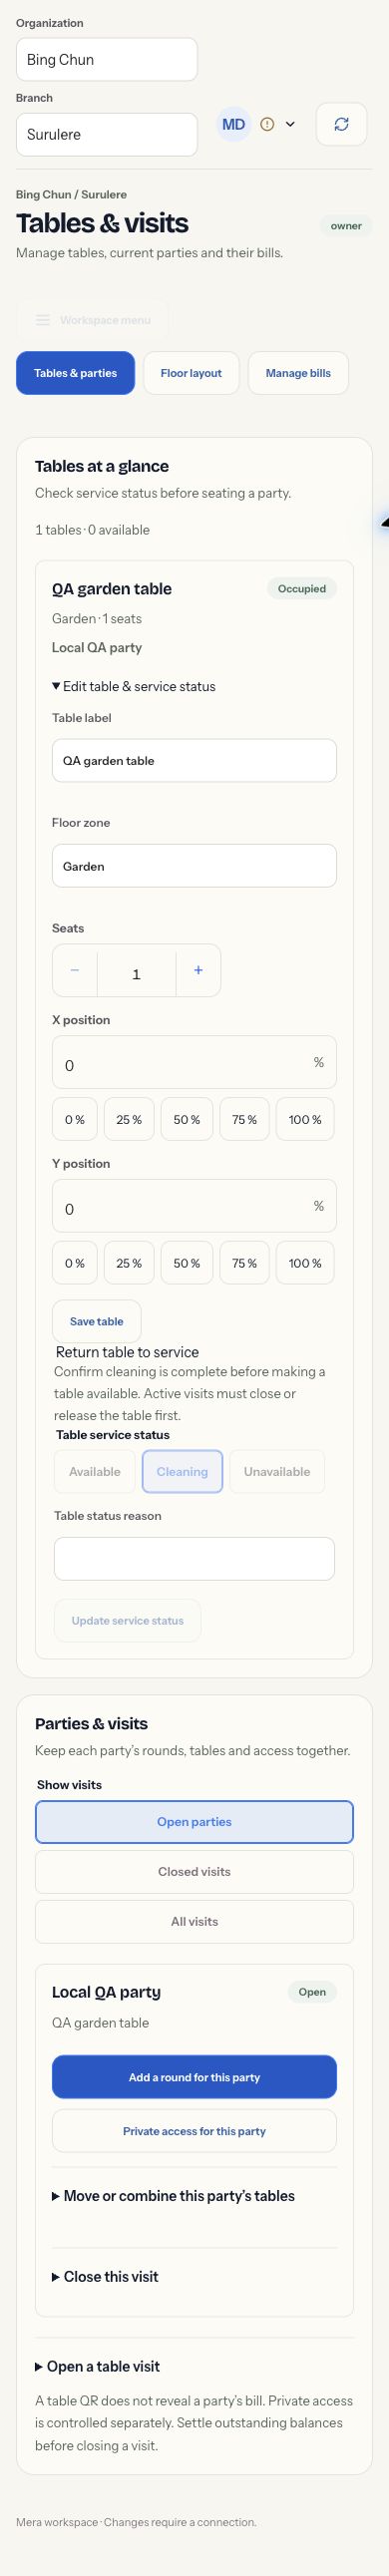 Organization
Bing Chun
Branch
Surulere
MD
Bing Chun / Surulere
Tables & visits
owner
Manage tables, current parties and their bills.
Workspace menu
Tables & parties
Floor layout
Manage bills
Tables at a glance
Check service status before seating a party.
1 tables · 0 available
QA garden table
Occupied
Garden · 1 seats
Local QA party
▼ Edit table & service status
Table label
QA garden table
Floor zone
Garden
Seats
− 1 +
X position
0 %
0 % 25 % 50 % 75 % 100 %
Y position
0 %
0 % 25 % 50 % 75 % 100 %
Save table
Return table to service
Confirm cleaning is complete before making a
table available. Active visits must close or
release the table first.
Table service status
Available Cleaning Unavailable
Table status reason
Update service status
Parties & visits
Keep each party’s rounds, tables and access together.
Show visits
Open parties
Closed visits
All visits
Local QA party
Open
QA garden table
Add a round for this party
Private access for this party
▶ Move or combine this party’s tables
▶ Close this visit
▶ Open a table visit
A table QR does not reveal a party’s bill. Private access
is controlled separately. Settle outstanding balances
before closing a visit.
Mera workspace · Changes require a connection.